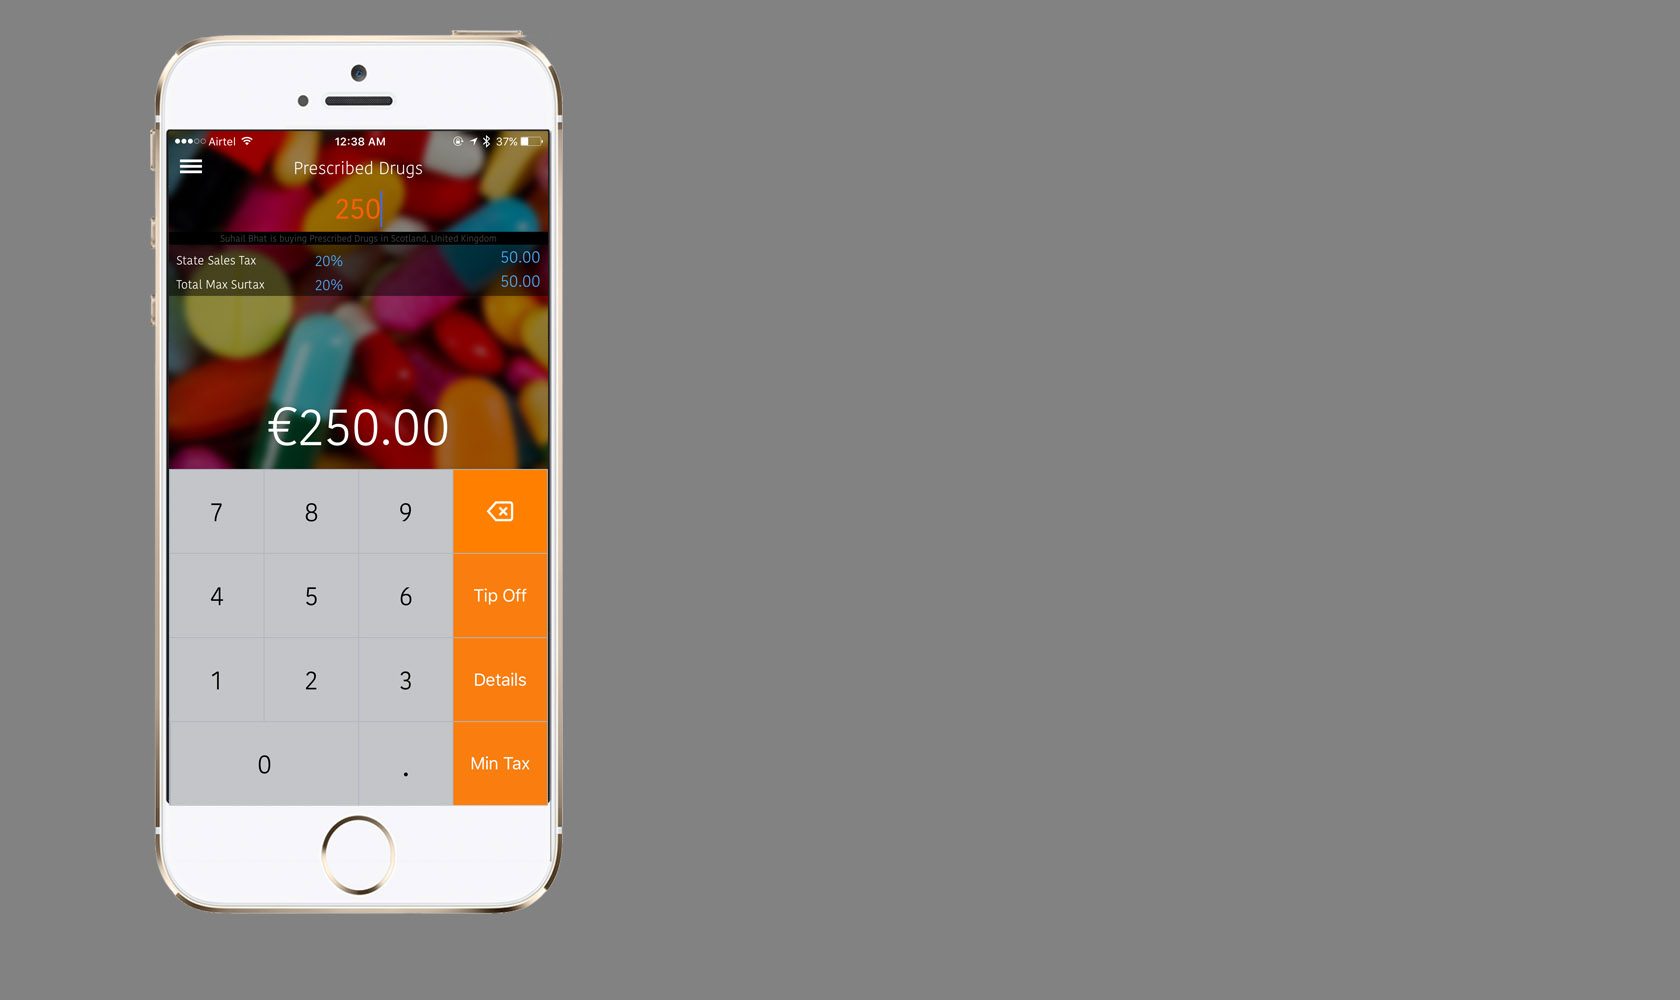 Airtel 12:38 AM 37%
Prescribed Drugs
250
Suhail Bhat is buying Prescribed Drugs in Scotland, United Kingdom
State Sales Tax 20% 50.00
Total Max Surtax 20% 50.00
€250.00
7 8 9
4 5 6 Tip Off
1 2 3 Details
0 . Min Tax